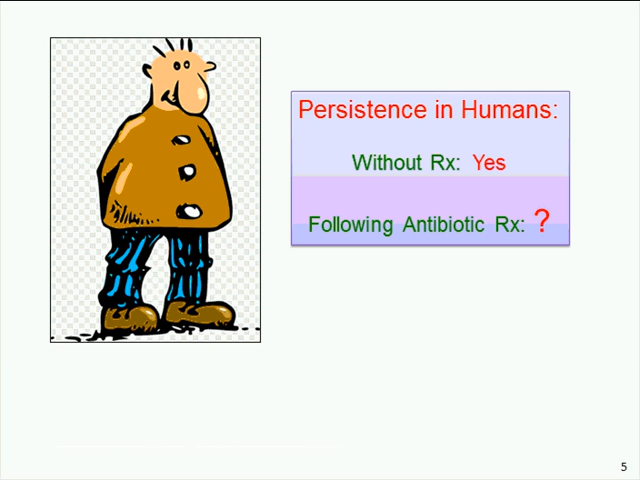 Persistence in Humans:
Without Rx: Yes
Following Antibiotic Rx: ?
5